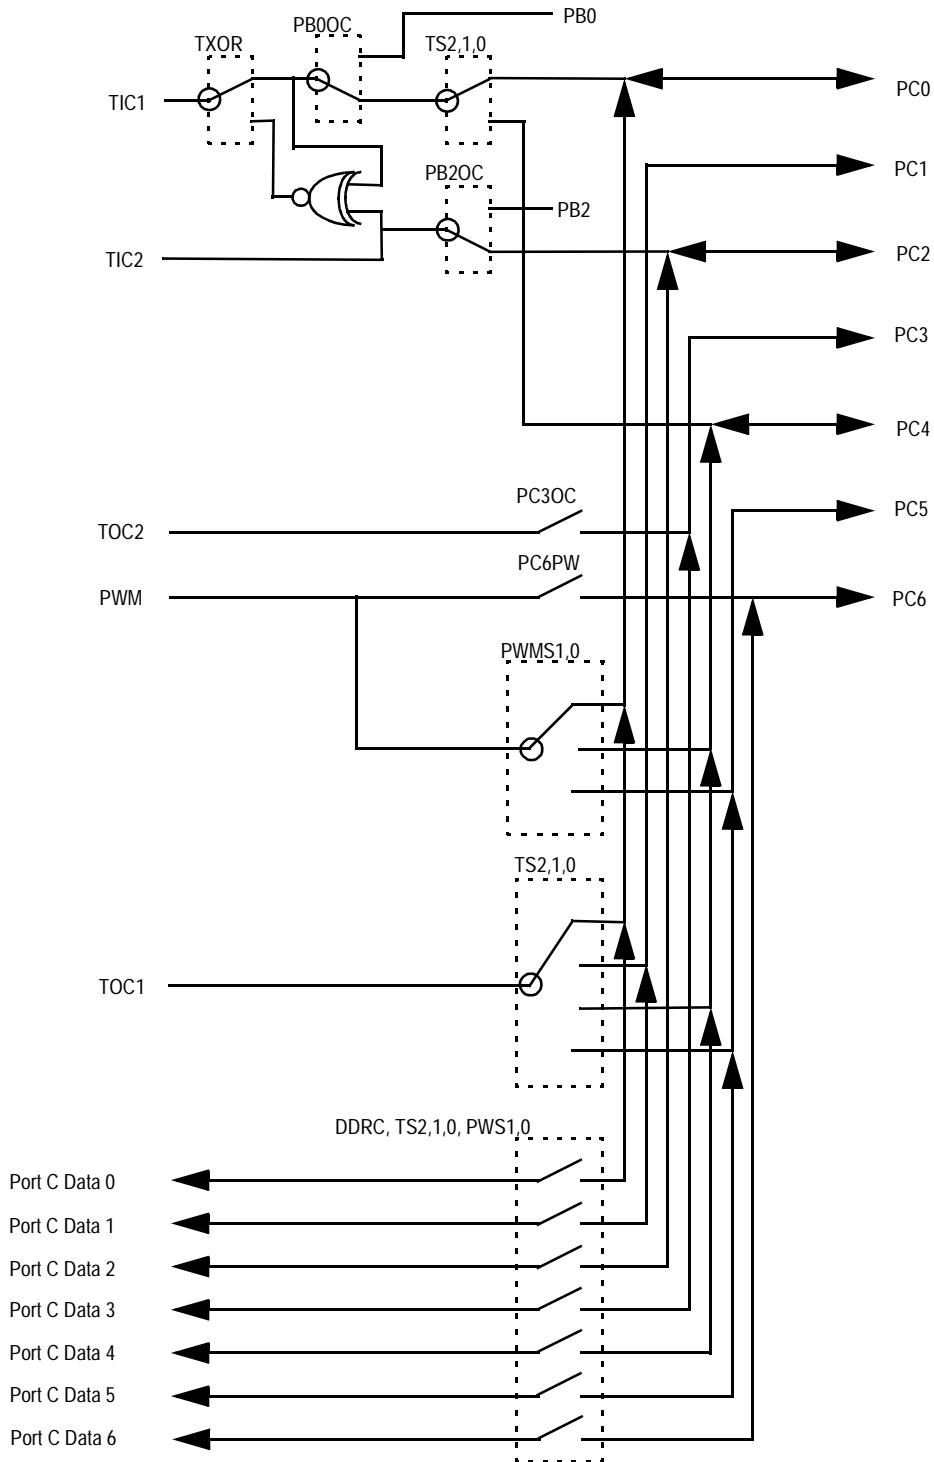 PB0
PB0OC
TXOR
TS2,1,0
TIC1
PC0
PC1
PB2OC
PB2
TIC2
PC2
PC3
PC4
PC3OC
PC5
TOC2
PC6PW
PWM
PC6
PWMS1,0
TS2,1,0
TOC1
DDRC, TS2,1,0, PWS1,0
Port C Data 0
Port C Data 1
Port C Data 2
Port C Data 3
Port C Data 4
Port C Data 5
Port C Data 6